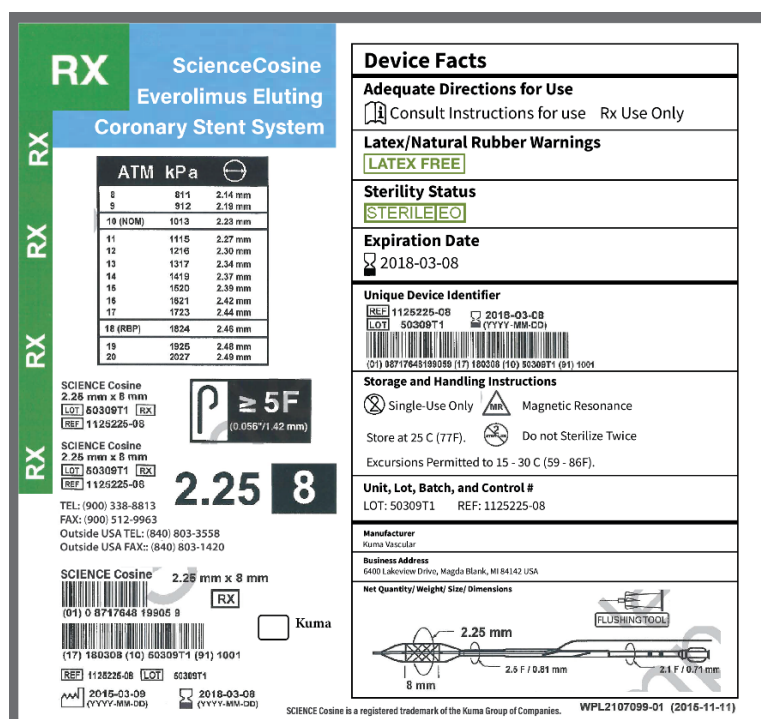 RX
ScienceCosine
Everolimus Eluting
Coronary Stent System
RX
RX
RX
RX
ATM kPa
8 811 2.14 mm
9 912 2.19 mm
10 (NOM) 1013 2.23 mm
11 1115 2.27 mm
12 1216 2.30 mm
13 1317 2.34 mm
14 1419 2.37 mm
15 1520 2.39 mm
16 1621 2.42 mm
17 1723 2.44 mm
18 (RBP) 1824 2.46 mm
19 1925 2.48 mm
20 2027 2.49 mm
SCIENCE Cosine
2.25 mm x 8 mm
LOT 50309T1 RX
REF 1125225-08
≥ 5F
(0.056"/1.42 mm)
SCIENCE Cosine
2.25 mm x 8 mm
LOT 50309T1 RX
REF 1125225-08
2.25 8
TEL: (900) 338-8813
FAX: (900) 512-9963
Outside USA TEL: (840) 803-3558
Outside USA FAX:: (840) 803-1420
SCIENCE Cosine 2.25 mm x 8 mm
RX
(01) 0 8717648 19905 9
Kuma
(17) 180308 (10) 50309T1 (91) 1001
REF 1125225-08 LOT 50309T1
2015-03-09
(YYYY-MM-DD)
2018-03-08
(YYYY-MM-DD)
Device Facts
Adequate Directions for Use
Consult Instructions for use Rx Use Only
Latex/Natural Rubber Warnings
LATEX FREE
Sterility Status
STERILE EO
Expiration Date
2018-03-08
Unique Device Identifier
REF 1125225-08 2018-03-08
LOT 50309T1 (YYYY-MM-DD)
(01) 08717648199059 (17) 180308 (10) 50309T1 (91) 1001
Storage and Handling Instructions
2 Single-Use Only MR Magnetic Resonance
Store at 25 C (77F). 2 Do not Sterilize Twice
Excursions Permitted to 15 - 30 C (59 - 86F).
Unit, Lot, Batch, and Control #
LOT: 50309T1 REF: 1125225-08
Manufacturer
Kuma Vascular
Business Address
6400 Lakeview Drive, Magda Blank, MI 84142 USA
Net Quantity/ Weight/ Size/ Dimensions
FLUSHING TOOL
2.25 mm
2.5 F / 0.81 mm
2.1 F / 0.71 mm
8 mm
SCIENCE Cosine is a registered trademark of the Kuma Group of Companies. WPL2107099-01 (2015-11-11)